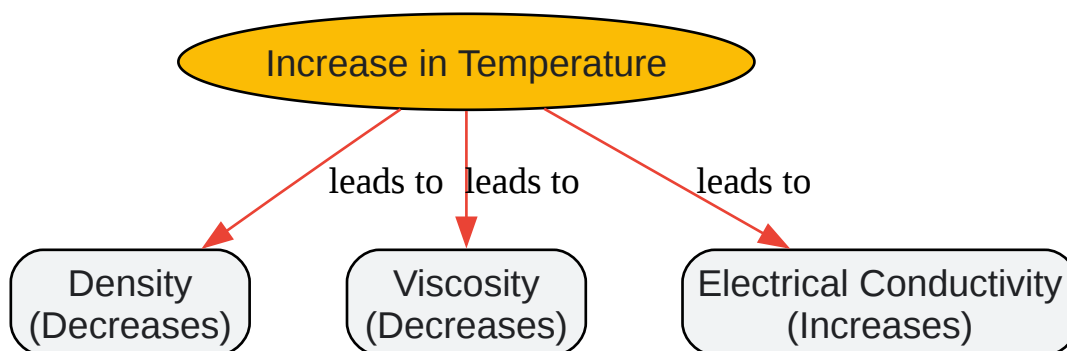 Increase in Temperature
leads to leads to leads to
Density
(Decreases)
Viscosity
(Decreases)
Electrical Conductivity
(Increases)